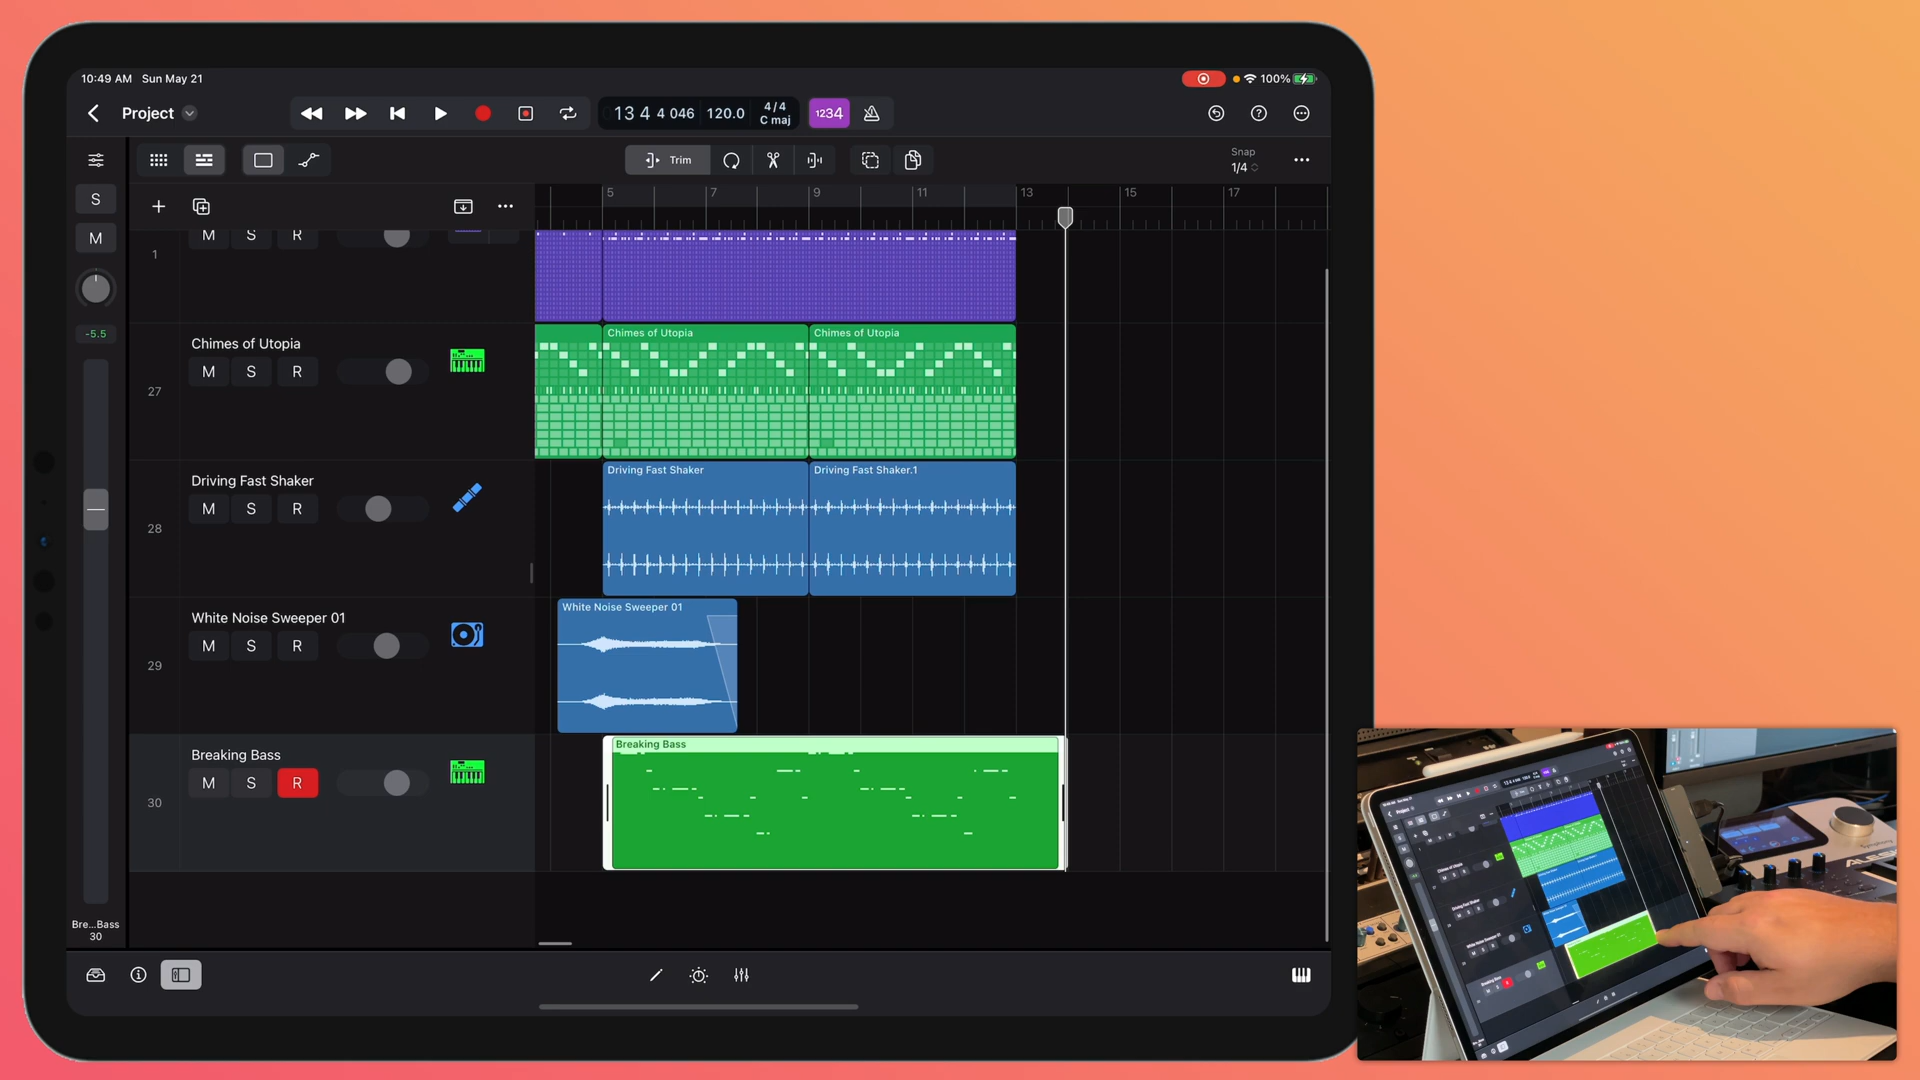 10:49 AM Sun May 21
100%
Project
13 4 4 046 120.0 4/4 C maj 1234
Trim
Snap
1/4
S
M
-5.5
5 7 9 11 13 15 17
1 M S R
Chimes of Utopia
M S R
27
Chimes of Utopia Chimes of Utopia
Driving Fast Shaker
M S R
28
Driving Fast Shaker Driving Fast Shaker.1
White Noise Sweeper 01
M S R
29
White Noise Sweeper 01
Breaking Bass
M S R
30
Breaking Bass
Bre...Bass
30
ALESIS